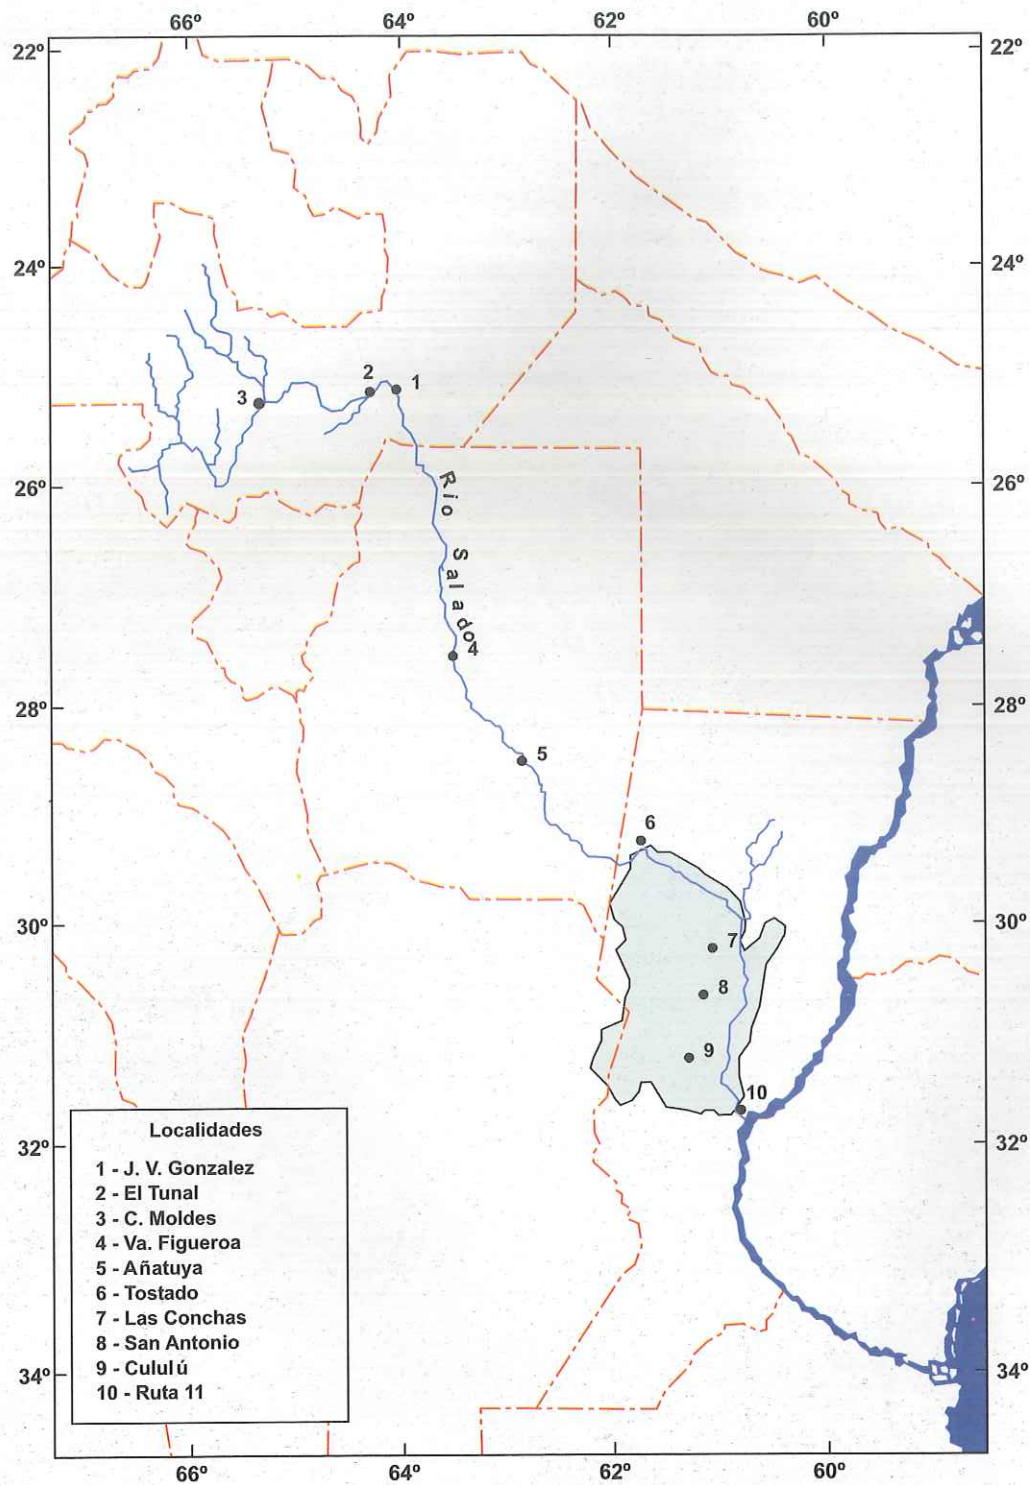 66º 64º 62º 60º
22º 22º
24º 24º
2 1
3
26º 26º
Río Salado
4
28º 28º
5
6
30º 30º
7
8
9
10
32º 32º
34º 34º
Localidades
1 - J. V. Gonzalez
2 - El Tunal
3 - C. Moldes
4 - Va. Figueroa
5 - Añatuya
6 - Tostado
7 - Las Conchas
8 - San Antonio
9 - Cululú
10 - Ruta 11
66º 64º 62º 60º